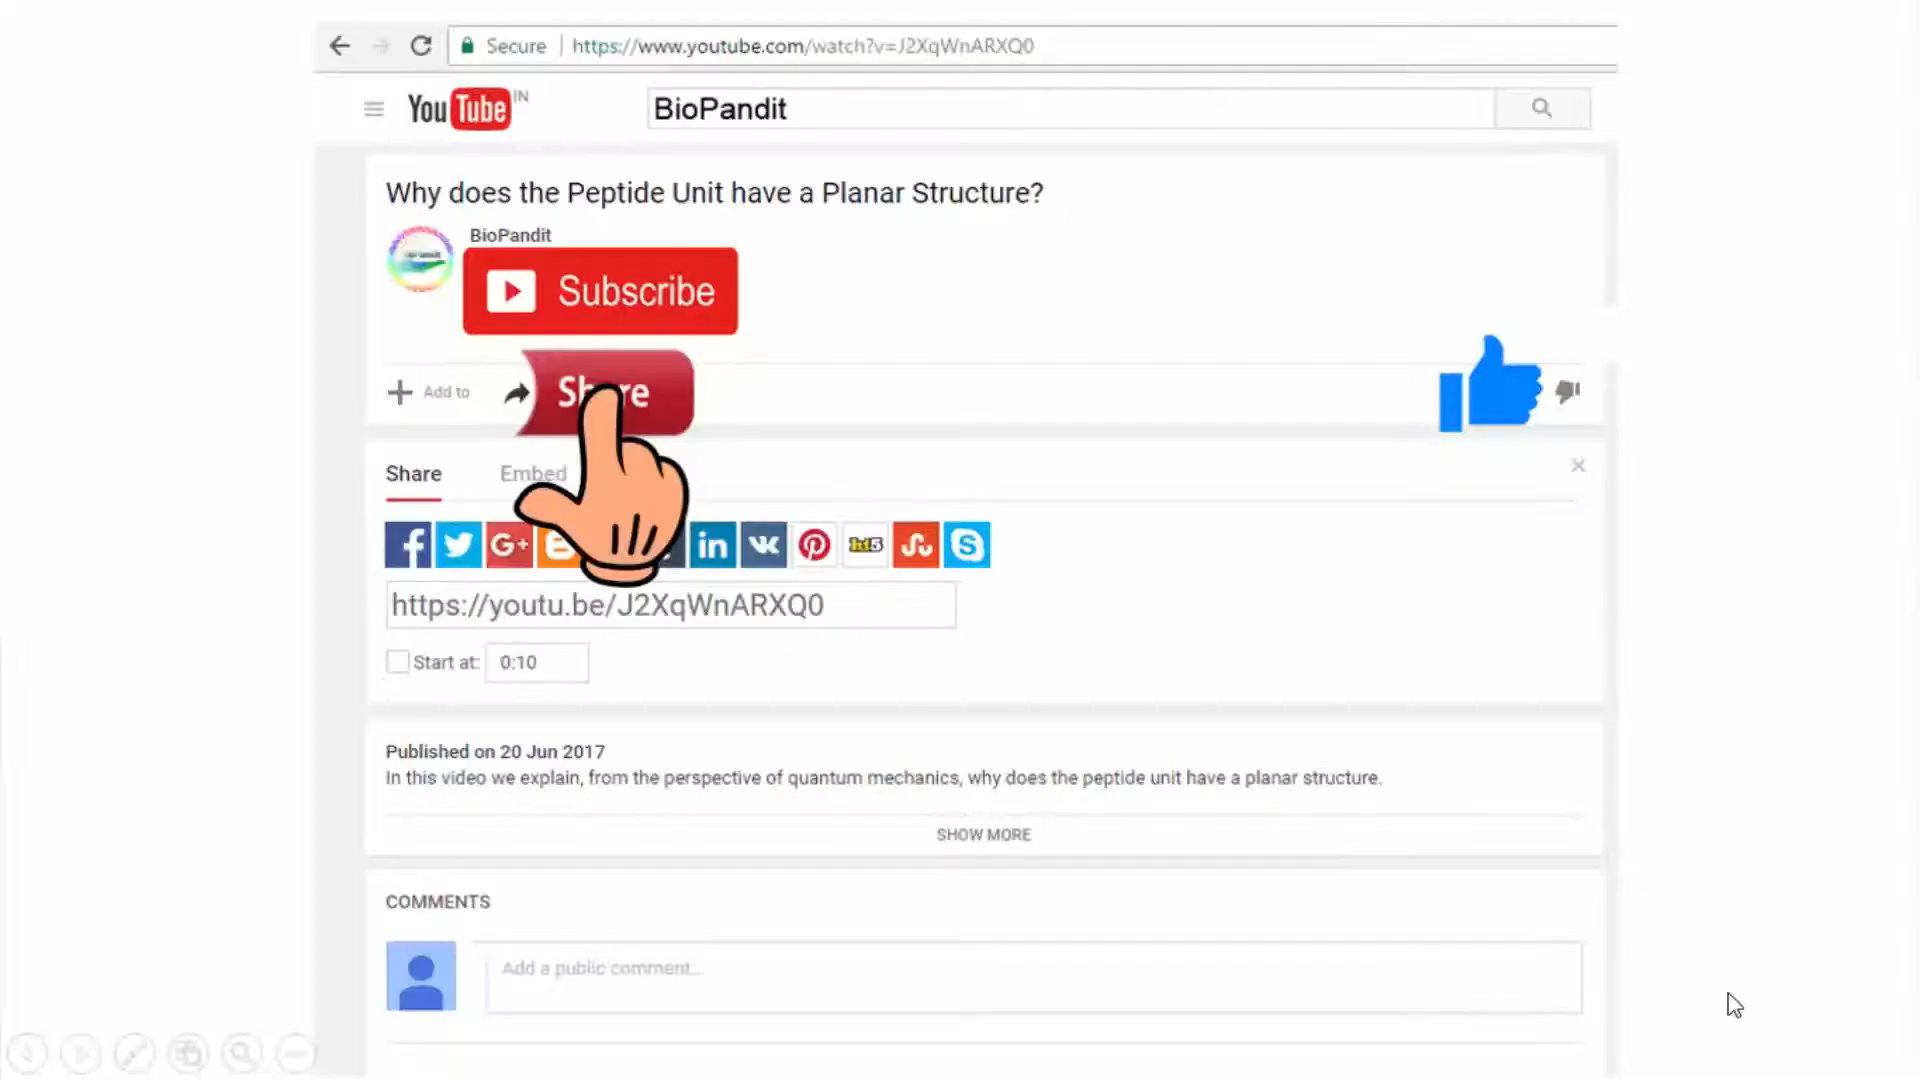 Secure https://www.youtube.com/watch?v=J2XqWnARXQ0
YouTube IN
BioPandit
Why does the Peptide Unit have a Planar Structure?
BioPandit
Subscribe
Add to
Share
Share Embed
G+ in hi5
https://youtu.be/J2XqWnARXQ0
Start at: 0:10
Published on 20 Jun 2017
In this video we explain, from the perspective of quantum mechanics, why does the peptide unit have a planar structure.
SHOW MORE
COMMENTS
Add a public comment...